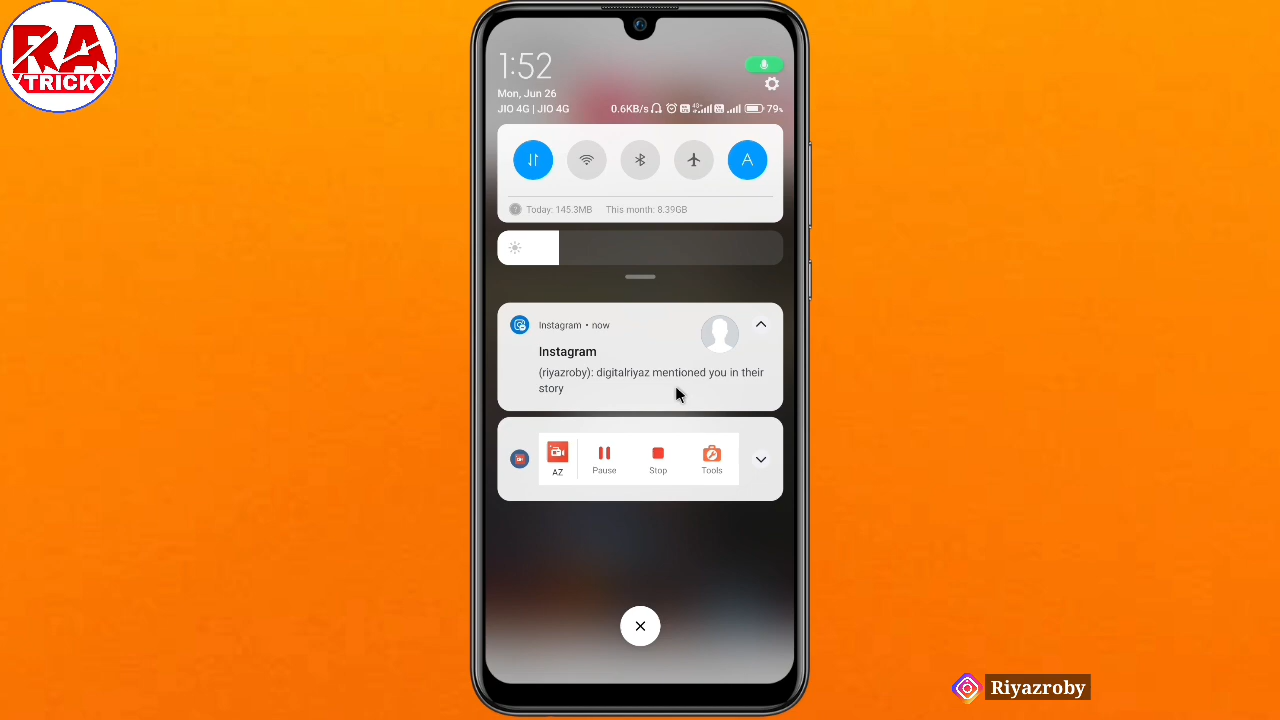 RA
TRICK
1:52
Mon, Jun 26
JIO 4G | JIO 4G
0.6KB/s
79%
A
Today: 145.3MB This month: 8.39GB
Instagram • now
Instagram
(riyazroby): digitalriyaz mentioned you in their
story
AZ
Pause
Stop
Tools
Riyazroby